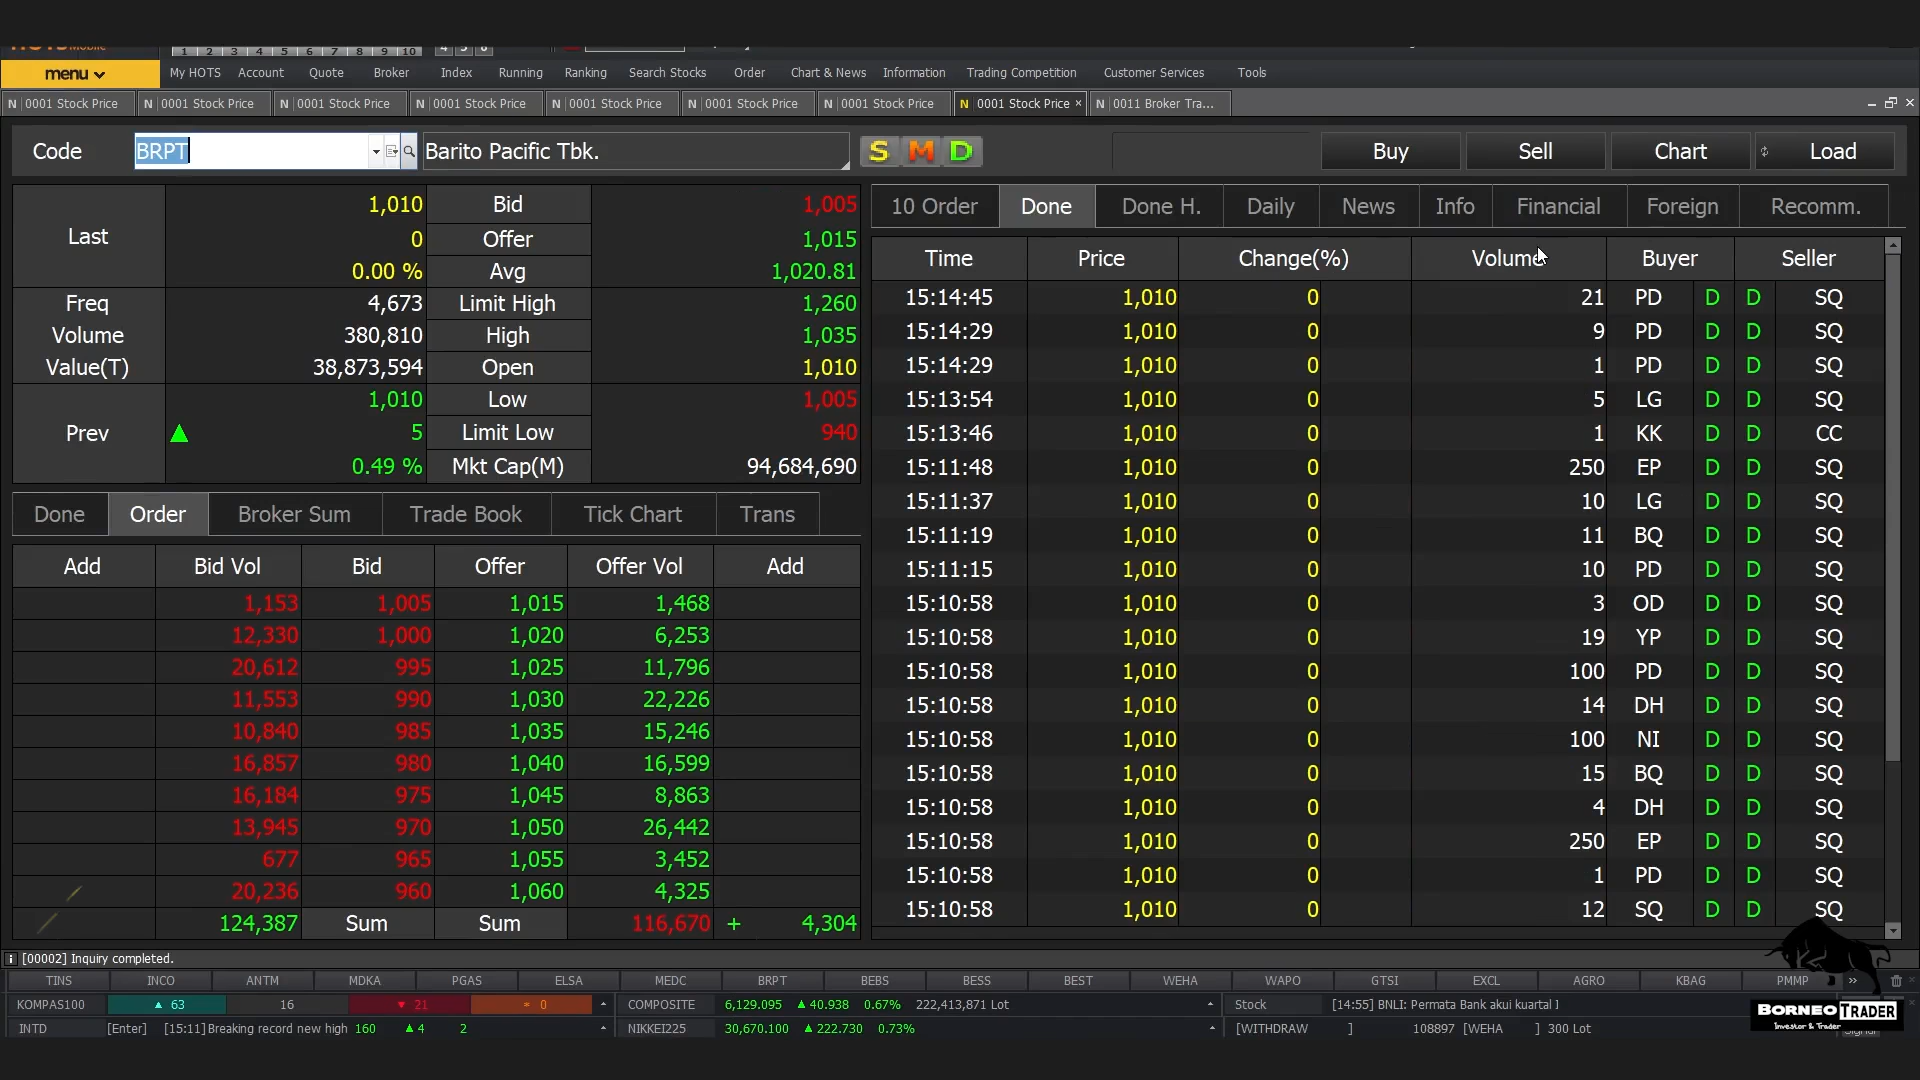 1 2 3 4 5 6 7 8 9 10
menu My HOTS Account Quote Broker Index Running Ranking Search Stocks Order Chart & News Information Trading Competition Customer Services Tools
N 0001 Stock Price N 0001 Stock Price N 0001 Stock Price N 0001 Stock Price N 0001 Stock Price N 0001 Stock Price N 0001 Stock Price N 0001 Stock Price × N 0011 Broker Tra...
Code BRPT Barito Pacific Tbk. S M D Buy Sell Chart Load
Last 1,010 Bid 1,005
0 Offer 1,015
0.00 % Avg 1,020.81
Freq 4,673 Limit High 1,260
Volume 380,810 High 1,035
Value(T) 38,873,594 Open 1,010
Prev 1,010 Low 1,005
▲ 5 Limit Low 940
0.49 % Mkt Cap(M) 94,684,690
Done Order Broker Sum Trade Book Tick Chart Trans
Add Bid Vol Bid Offer Offer Vol Add
1,153 1,005 1,015 1,468
12,330 1,000 1,020 6,253
20,612 995 1,025 11,796
11,553 990 1,030 22,226
10,840 985 1,035 15,246
16,857 980 1,040 16,599
16,184 975 1,045 8,863
13,945 970 1,050 26,442
677 965 1,055 3,452
20,236 960 1,060 4,325
124,387 Sum Sum 116,670 + 4,304
10 Order Done Done H. Daily News Info Financial Foreign Recomm.
Time Price Change(%) Volume Buyer Seller
15:14:45 1,010 0 21 PD D D SQ
15:14:29 1,010 0 9 PD D D SQ
15:14:29 1,010 0 1 PD D D SQ
15:13:54 1,010 0 5 LG D D SQ
15:13:46 1,010 0 1 KK D D CC
15:11:48 1,010 0 250 EP D D SQ
15:11:37 1,010 0 10 LG D D SQ
15:11:19 1,010 0 11 BQ D D SQ
15:11:15 1,010 0 10 PD D D SQ
15:10:58 1,010 0 3 OD D D SQ
15:10:58 1,010 0 19 YP D D SQ
15:10:58 1,010 0 100 PD D D SQ
15:10:58 1,010 0 14 DH D D SQ
15:10:58 1,010 0 100 NI D D SQ
15:10:58 1,010 0 15 BQ D D SQ
15:10:58 1,010 0 4 DH D D SQ
15:10:58 1,010 0 250 EP D D SQ
15:10:58 1,010 0 1 PD D D SQ
15:10:58 1,010 0 12 SQ D D SQ
[00002] Inquiry completed.
TINS INCO ANTM MDKA PGAS ELSA MEDC BRPT BEBS BESS BEST WEHA WAPO GTSI EXCL AGRO KBAG PMMP »
KOMPAS100 ▲ 63 16 ▼ 21 * 0 COMPOSITE 6,129.095 ▲ 40.938 0.67% 222,413,871 Lot Stock [14:55] BNLI: Permata Bank akui kuartal I
INTD [Enter] [15:11]Breaking record new high 160 ▲ 4 2 NIKKEI225 30,670.100 ▲ 222.730 0.73% [WITHDRAW ] 108897 [WEHA ] 300 Lot
BORNEO TRADER
Investor & Trader